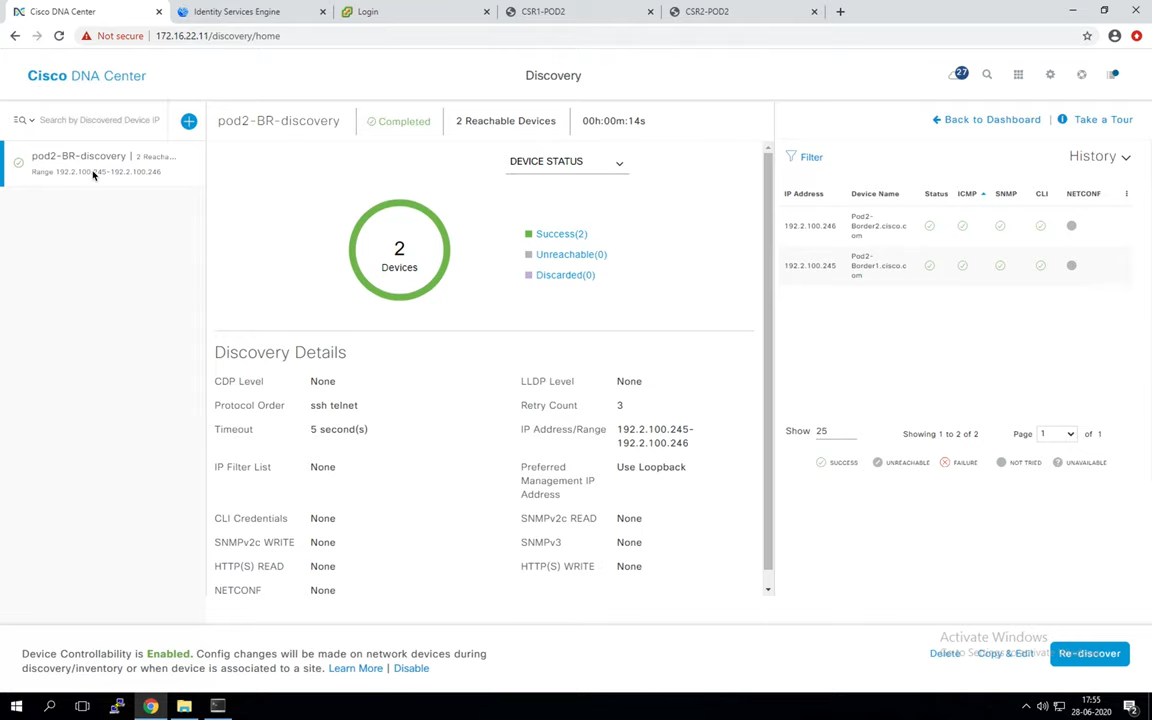 Cisco DNA Center
Identity Services Engine
Login
CSR1-POD2
CSR2-POD2
Not secure
172.16.22.11/discovery/home
Cisco DNA Center
Discovery
27
Search by Discovered Device IP
pod2-BR-discovery
Completed
2 Reachable Devices
00h:00m:14s
Back to Dashboard
Take a Tour
pod2-BR-discovery | 2 Reacha...
Range 192.2.100.245-192.2.100.246
DEVICE STATUS
2
Devices
Success(2)
Unreachable(0)
Discarded(0)
Discovery Details
CDP Level None
LLDP Level None
Protocol Order ssh telnet
Retry Count 3
Timeout 5 second(s)
IP Address/Range 192.2.100.245-
192.2.100.246
IP Filter List None
Preferred Use Loopback
Management IP
Address
CLI Credentials None
SNMPv2c READ None
SNMPv2c WRITE None
SNMPv3 None
HTTP(S) READ None
HTTP(S) WRITE None
NETCONF None
Filter
History
IP Address Device Name Status ICMP SNMP CLI NETCONF
192.2.100.246
Pod2-
Border2.cisco.c
om
192.2.100.245
Pod2-
Border1.cisco.c
om
Show 25
Showing 1 to 2 of 2
Page 1 of 1
SUCCESS UNREACHABLE FAILURE NOT TRIED UNAVAILABLE
Device Controllability is Enabled. Config changes will be made on network devices during
discovery/inventory or when device is associated to a site. Learn More | Disable
Activate Windows
Delete
Copy & Edit
Re-discover
17:55
28-06-2020